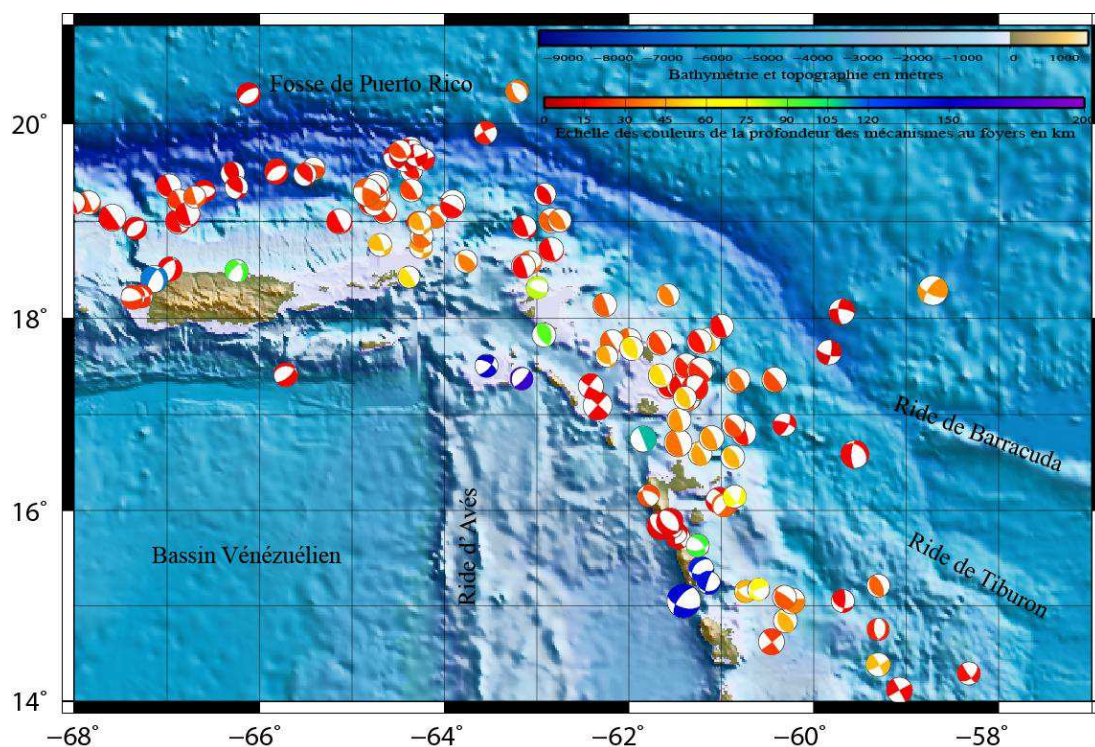 −9000 −8000 −7000 −6000 −5000 −4000 −3000 −2000 −1000 0 1000
Bathymétrie et topographie en métres
Fosse de Puerto Rico
0 15 30 45 60 75 90 105 120 150 200
Echelle des couleurs de la profondeur des mécanismes au foyers en km
20˚
18˚
Ride de Barracuda
16˚
Bassin Vénézuélien
Ride d'Avés
Ride de Tiburon
14˚
−68˚ −66˚ −64˚ −62˚ −60˚ −58˚